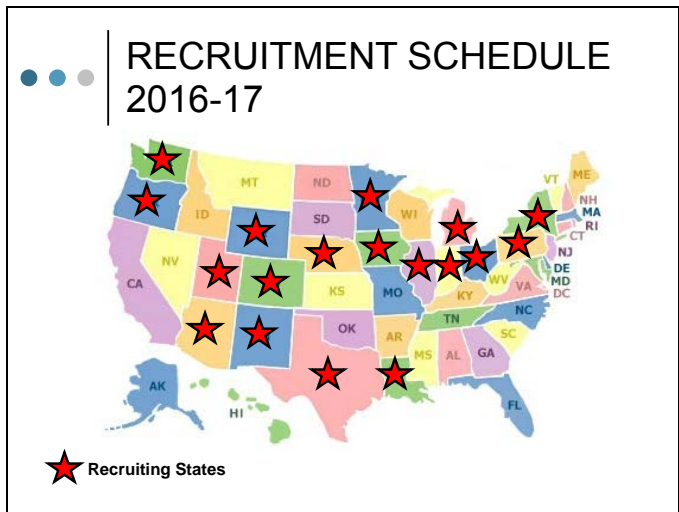 RECRUITMENT SCHEDULE
2016-17
MT
ND
VT
ME
NH
MA
RI
CT
ID
SD
WI
NJ
DE
MD
DC
NV
CA
KS
MO
KY
WV
VA
NC
TN
OK
AR
SC
MS
AL
GA
AK
HI
FL
Recruiting States